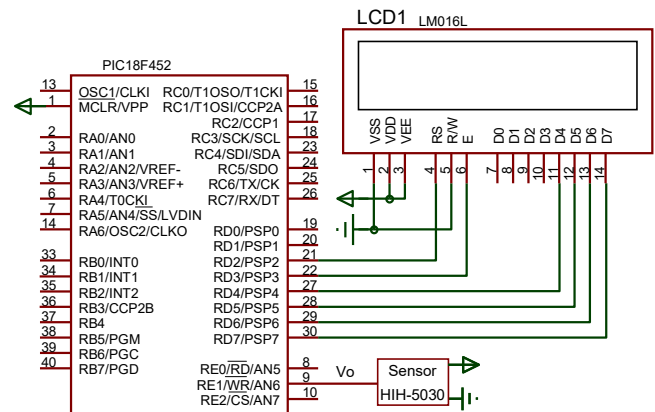 LCD1 LM016L
PIC18F452
13 OSC1/CLKI RC0/T1OSO/T1CKI 15
1 MCLR/VPP RC1/T1OSI/CCP2A 16
RC2/CCP1 17
2 RA0/AN0 RC3/SCK/SCL 18
3 RA1/AN1 RC4/SDI/SDA 23
4 RA2/AN2/VREF- RC5/SDO 24
5 RA3/AN3/VREF+ RC6/TX/CK 25
6 RA4/T0CKI RC7/RX/DT 26
7 RA5/AN4/SS/LVDIN
14 RA6/OSC2/CLKO RD0/PSP0 19
RD1/PSP1 20
33 RB0/INT0 RD2/PSP2 21
34 RB1/INT1 RD3/PSP3 22
35 RB2/INT2 RD4/PSP4 27
36 RB3/CCP2B RD5/PSP5 28
37 RB4 RD6/PSP6 29
38 RB5/PGM RD7/PSP7 30
39 RB6/PGC
40 RB7/PGD RE0/RD/AN5 8
RE1/WR/AN6 9
RE2/CS/AN7 10
VSS VDD VEE RS R/W E D0 D1 D2 D3 D4 D5 D6 D7
1 2 3 4 5 6 7 8 9 10 11 12 13 14
Vo
Sensor
HIH-5030